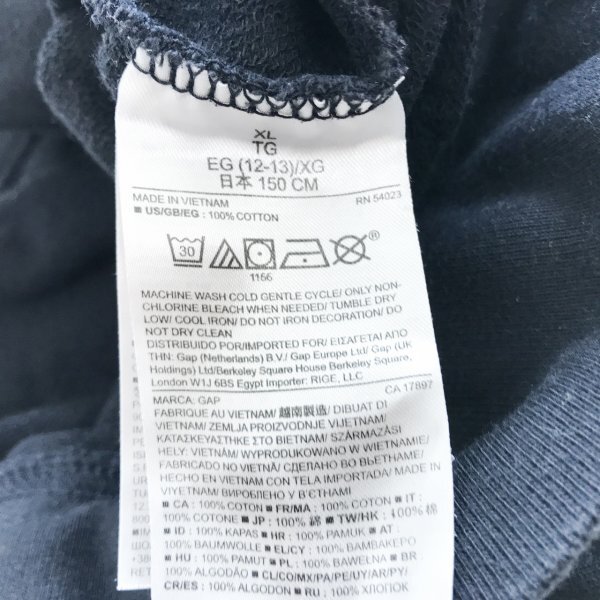 XL
TG
EG (12-13)/XG
日本 150 CM
MADE IN VIETNAM RN 54023
■ US/GB/EG : 100% COTTON
30
1156
MACHINE WASH COLD GENTLE CYCLE/ ONLY NON-
CHLORINE BLEACH WHEN NEEDED/ TUMBLE DRY
LOW/ COOL IRON/ DO NOT IRON DECORATION/ DO
NOT DRY CLEAN
DISTRIBUIDO POR/IMPORTADO POR/ ΕΙΣΑΓΕΤΑΙ ΑΠΟ
ΤΗΝ: Gap (Netherlands) B.V./ Gap Europe Ltd/ Gap (UK
Holdings) Ltd/Berkeley Square House Berkeley Square,
London W1J 6BS Egypt Importer: RIGE, LLC
CA 17897
MARCA: GAP
FABRIQUE AU VIETNAM/ 越南製造/ DIBUAT DI
VIETNAM/ ZEMLJA PROIZVODNJE VIJETNAM/
ΚΑΤΑΣΚΕΥΑΣΤΗΚΕ ΣΤΟ ΒΙΕΤΝΑΜ/ SZÁRMAZÁSI
HELY: VIETNÁM/ WYPRODUKOWANO W WIETNAMIE/
FABRICADO NO VIETNÃ/ СДЕЛАНО ВО ВЬЕТНАМЕ/
HECHO EN VIETNAM CON TELA IMPORTADA/ MADE IN
VIYETNAM/ ВИРОБЛЕНО У В'ЄТНАМІ
■ CA : 100% COTON ■ FR/MA : 100% COTON ■ IT :
100% COTONE ■ JP : 100% 綿 ■ TW/HK : 100% 棉
■ ID : 100% KAPAS ■ HR : 100% PAMUK ■ AT :
100% BAUMWOLLE ■ EL/CY : 100% ΒΑΜΒΑΚΕΡΟ
■ HU : 100% PAMUT ■ PL : 100% BAWEŁNA ■ BR :
100% ALGODÃO ■ CL/CO/MX/PA/PE/UY/AR/PY/
CR/ES : 100% ALGODÓN ■ RU : 100% ХЛОПОК